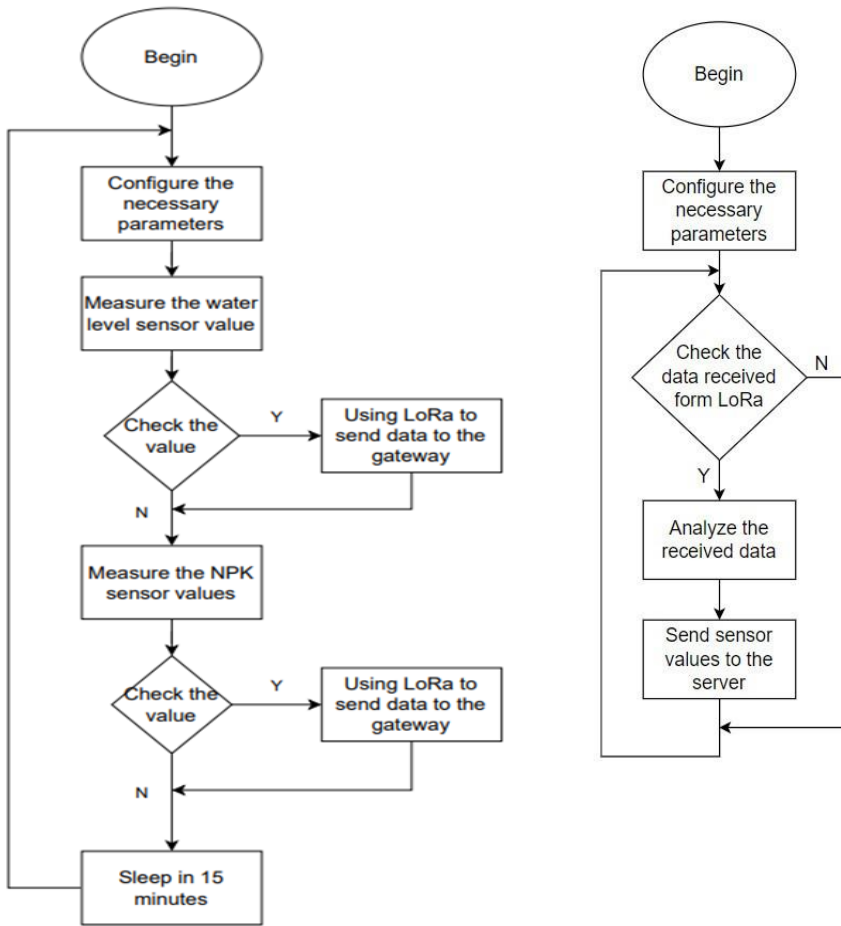 Begin
Configure the
necessary
parameters
Measure the water
level sensor value
Check the
value
Y
Using LoRa to
send data to the
gateway
N
Measure the NPK
sensor values
Check the
value
Y
Using LoRa to
send data to the
gateway
N
Sleep in 15
minutes
Begin
Configure the
necessary
parameters
Check the
data received
form LoRa
N
Y
Analyze the
received data
Send sensor
values to the
server